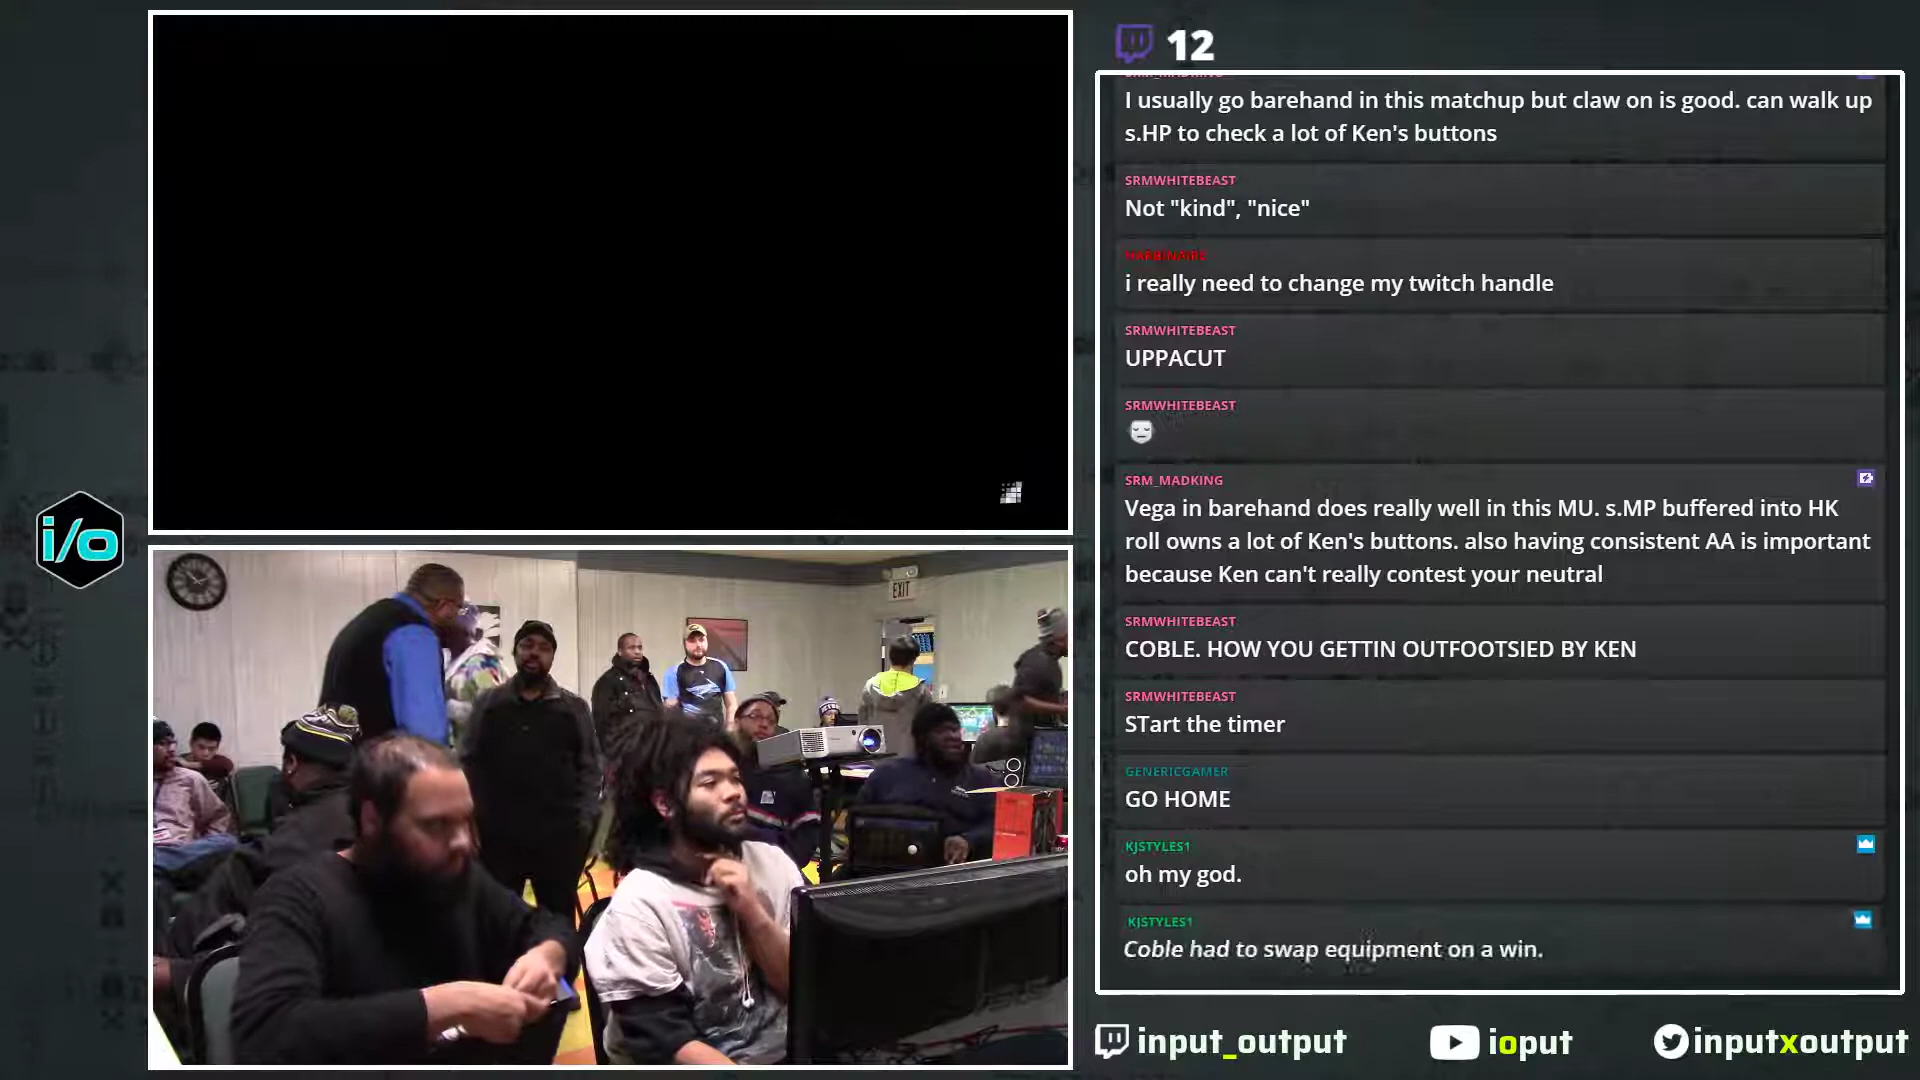 12
I usually go barehand in this matchup but claw on is good. can walk up
s.HP to check a lot of Ken's buttons
SRMWHITEBEAST
Not "kind", "nice"
HARBINAIRE
i really need to change my twitch handle
SRMWHITEBEAST
UPPACUT
SRMWHITEBEAST
SRM_MADKING
Vega in barehand does really well in this MU. s.MP buffered into HK
roll owns a lot of Ken's buttons. also having consistent AA is important
because Ken can't really contest your neutral
SRMWHITEBEAST
COBLE. HOW YOU GETTIN OUTFOOTSIED BY KEN
SRMWHITEBEAST
STart the timer
GENERICGAMER
GO HOME
KJSTYLES1
oh my god.
KJSTYLES1
Coble had to swap equipment on a win.
i/o
EXIT
input_output
ioput
inputxoutput